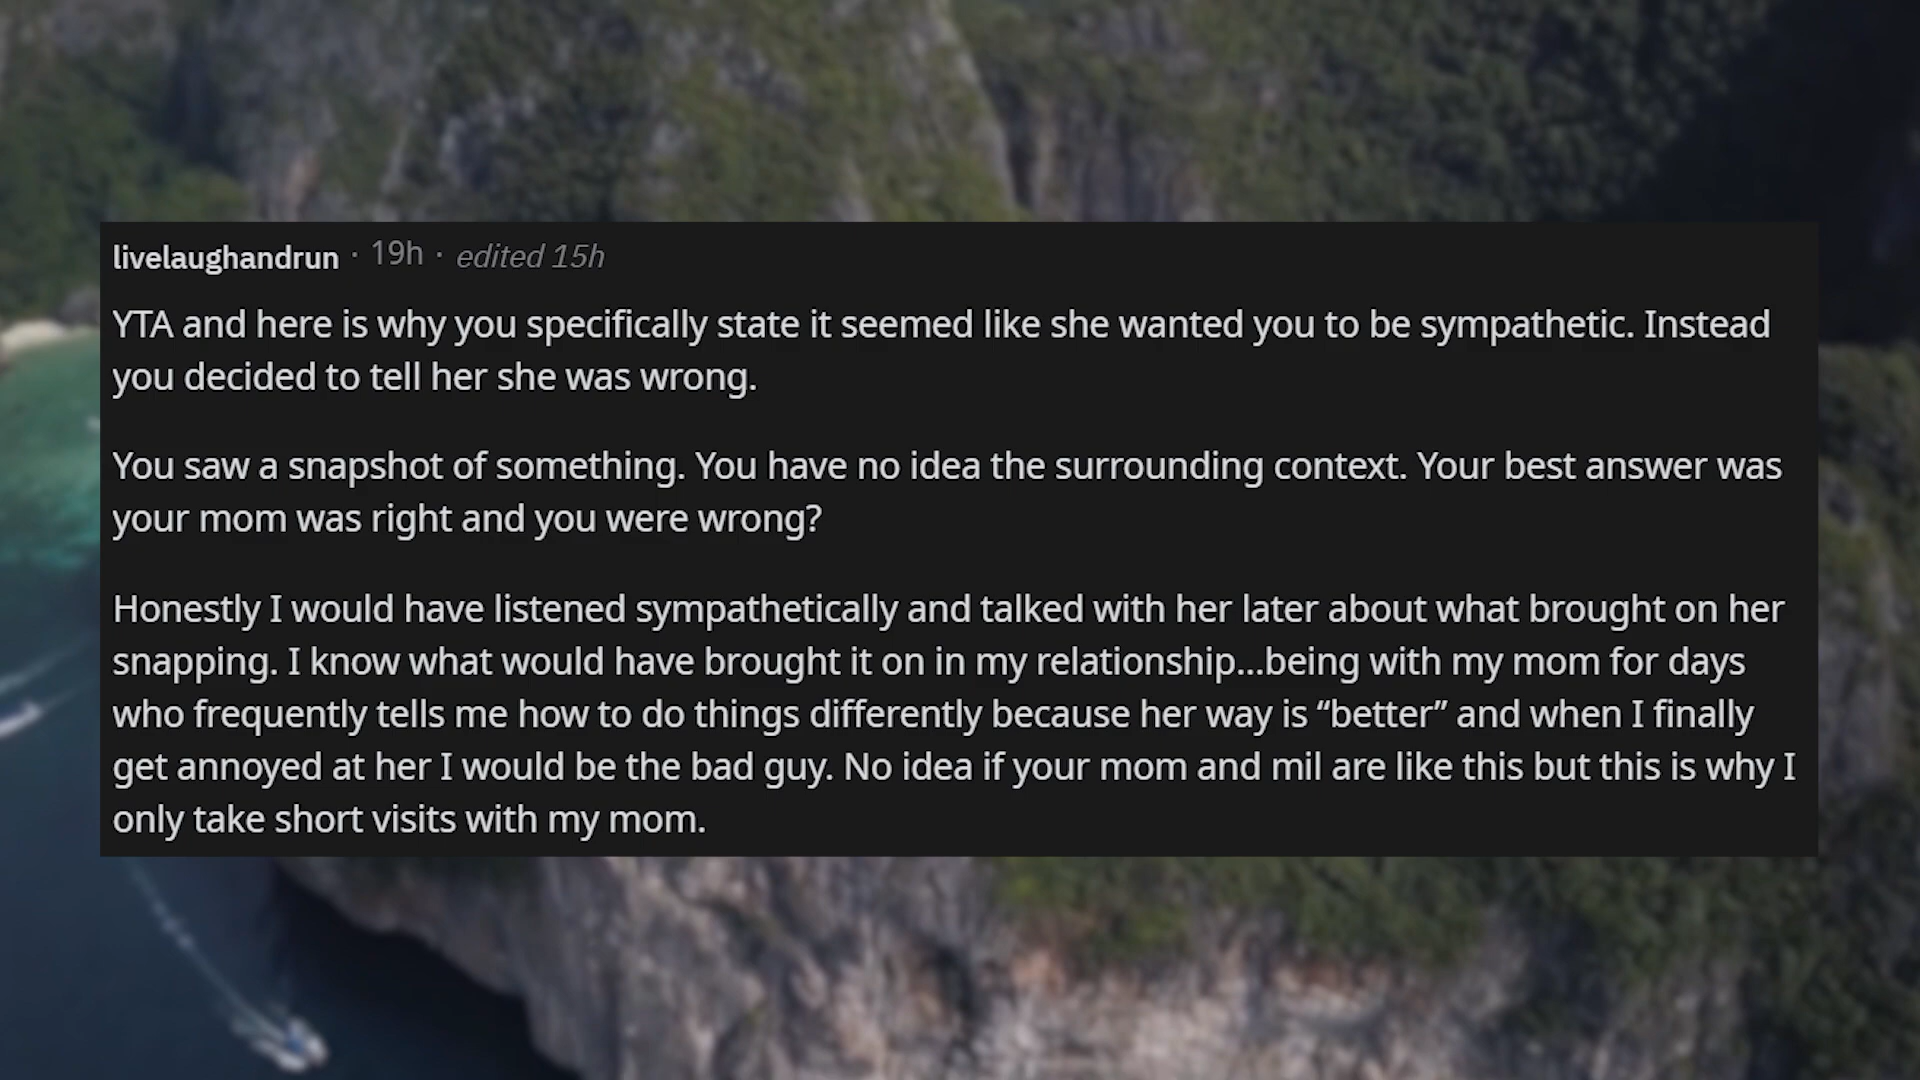 livelaughandrun · 19h · edited 15h
YTA and here is why you specifically state it seemed like she wanted you to be sympathetic. Instead
you decided to tell her she was wrong.
You saw a snapshot of something. You have no idea the surrounding context. Your best answer was
your mom was right and you were wrong?
Honestly I would have listened sympathetically and talked with her later about what brought on her
snapping. I know what would have brought it on in my relationship...being with my mom for days
who frequently tells me how to do things differently because her way is “better” and when I finally
get annoyed at her I would be the bad guy. No idea if your mom and mil are like this but this is why I
only take short visits with my mom.